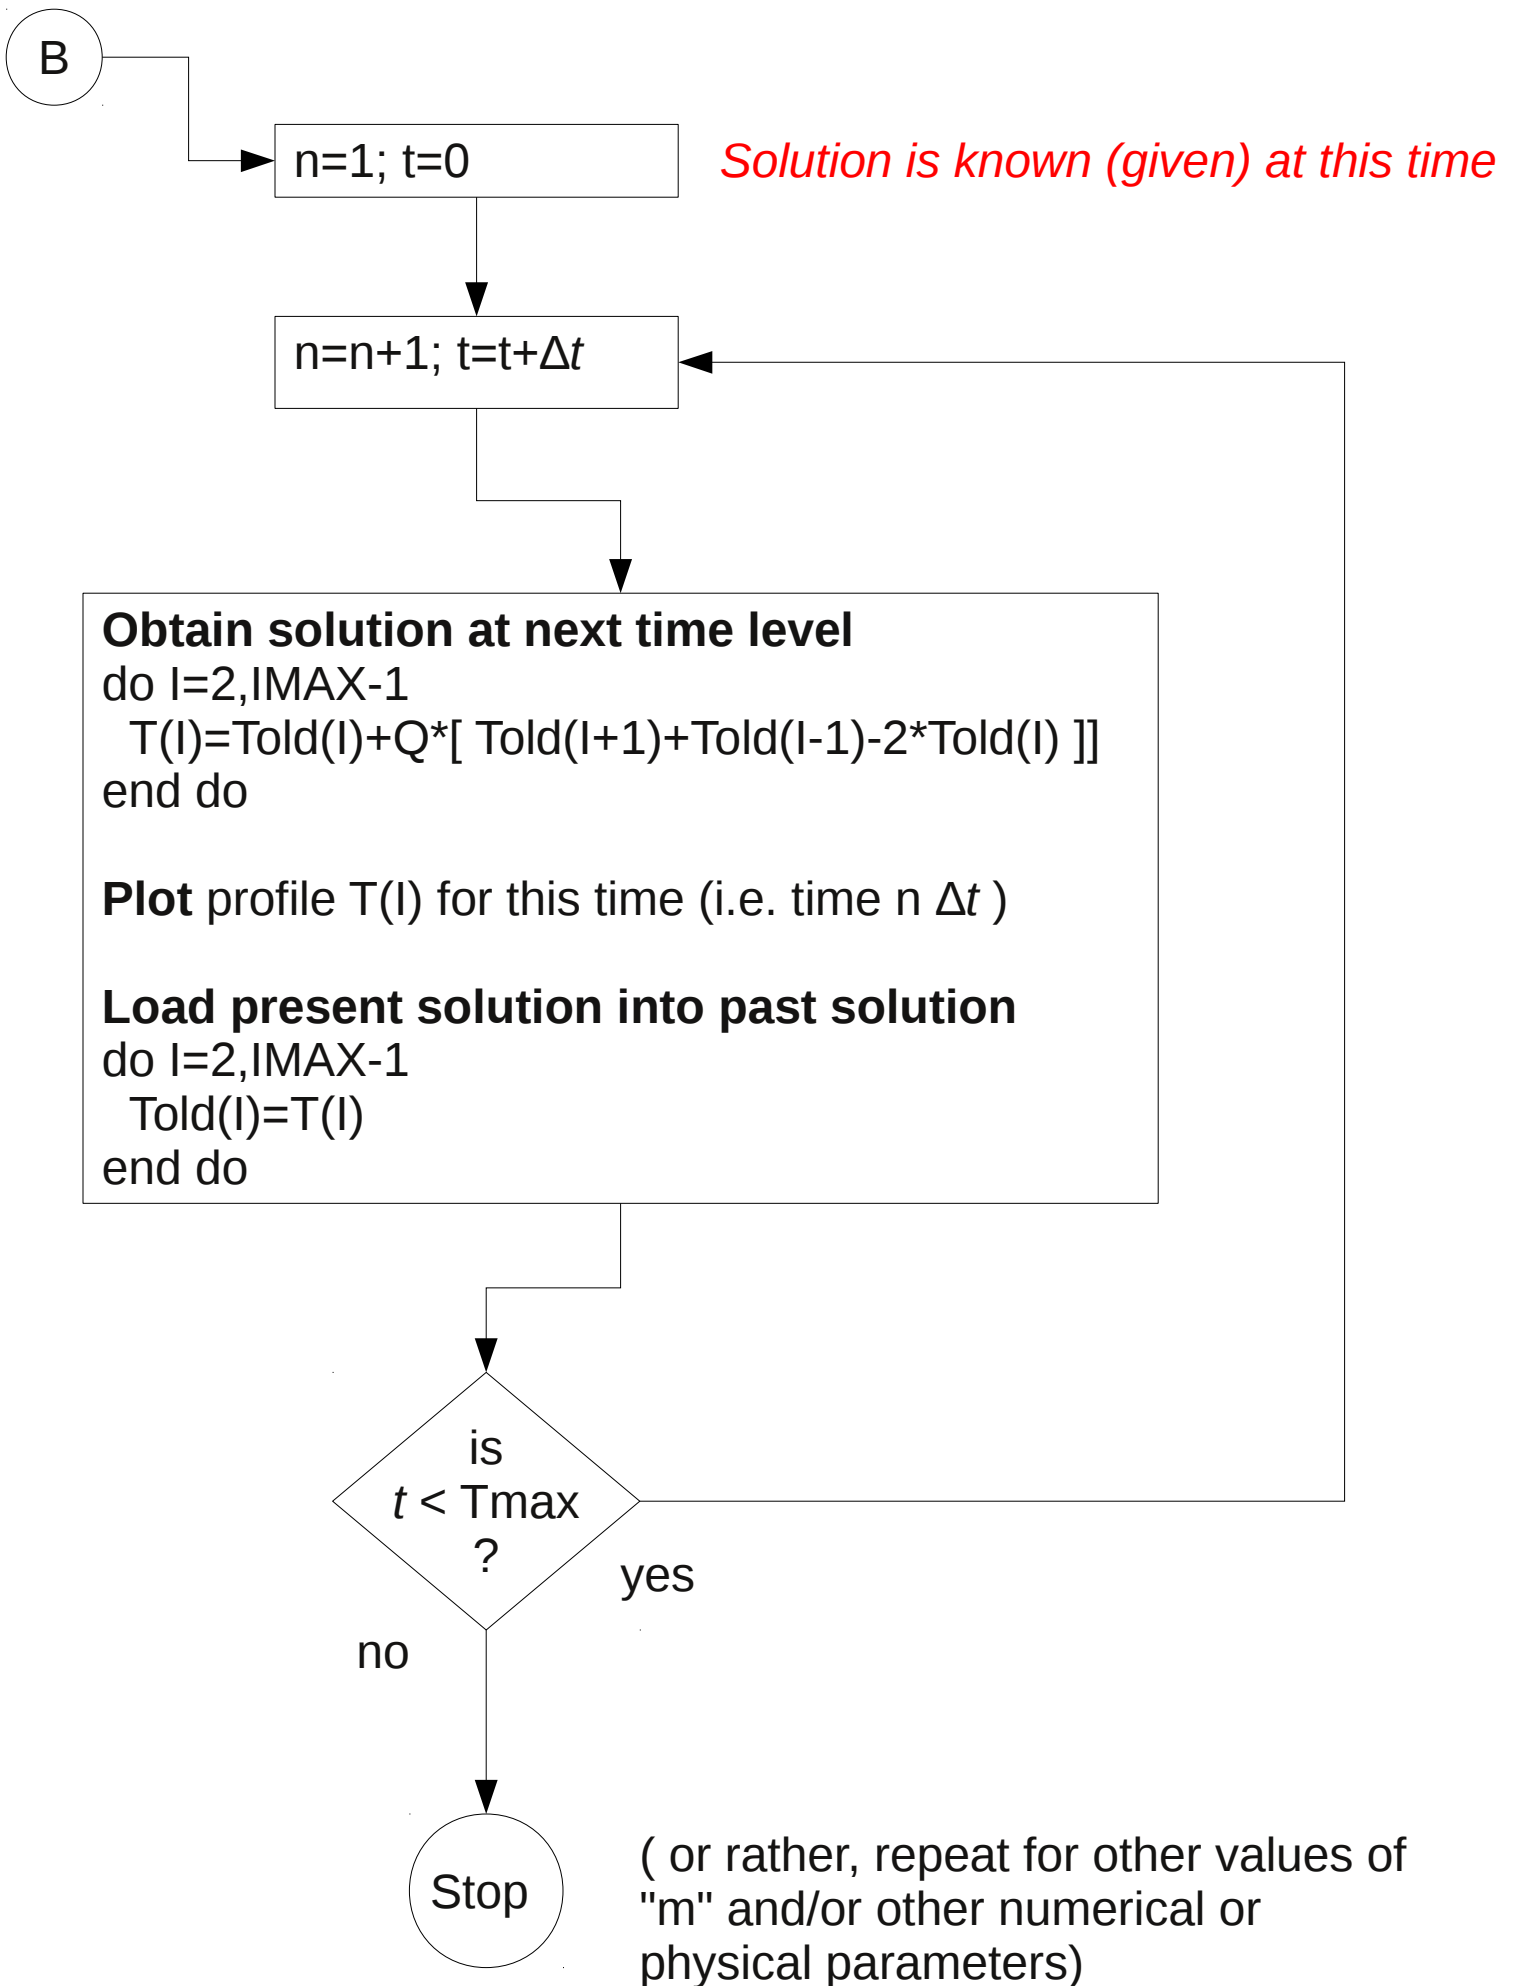 B
n=1; t=0
Solution is known (given) at this time
n=n+1; t=t+Δt
Obtain solution at next time level
do I=2,IMAX-1
T(I)=Told(I)+Q*[ Told(I+1)+Told(I-1)-2*Told(I) ]]
end do
Plot profile T(I) for this time (i.e. time n Δt )
Load present solution into past solution
do I=2,IMAX-1
Told(I)=T(I)
end do
is
t < Tmax
?
yes
no
Stop
( or rather, repeat for other values of
"m" and/or other numerical or
physical parameters)